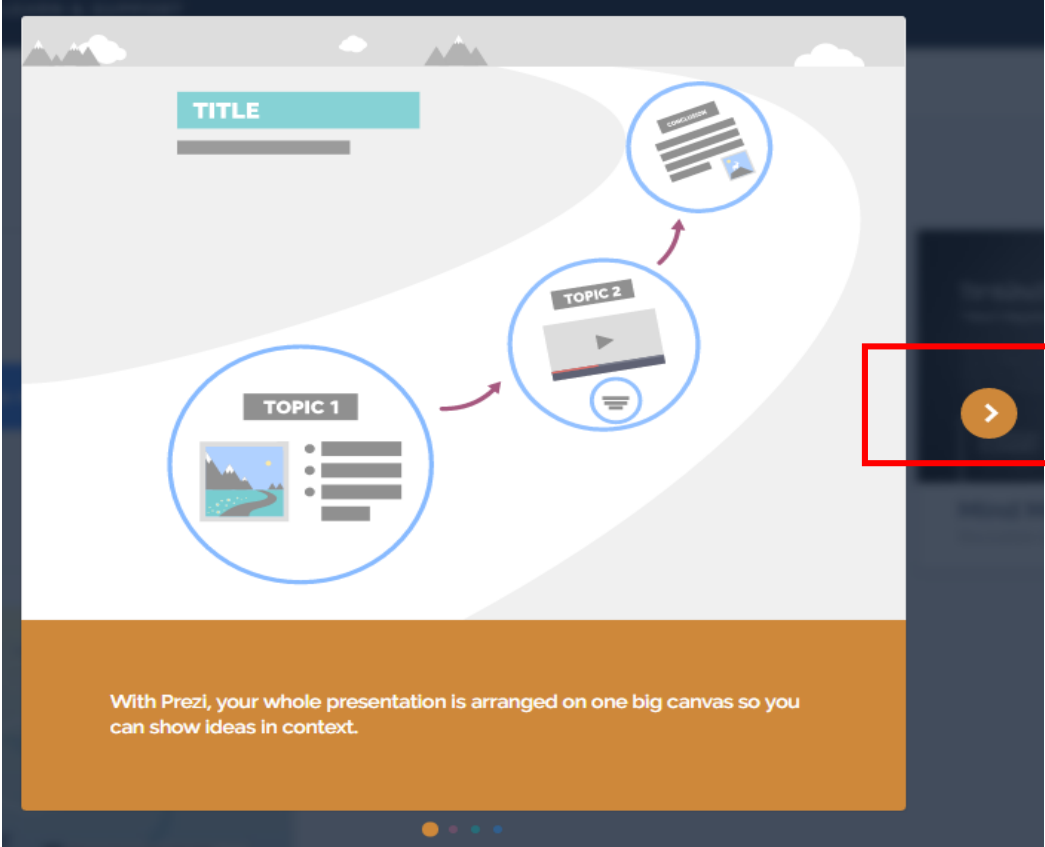 TITLE
CONCLUSION
TOPIC 2
TOPIC 1
With Prezi, your whole presentation is arranged on one big canvas so you
can show ideas in context.